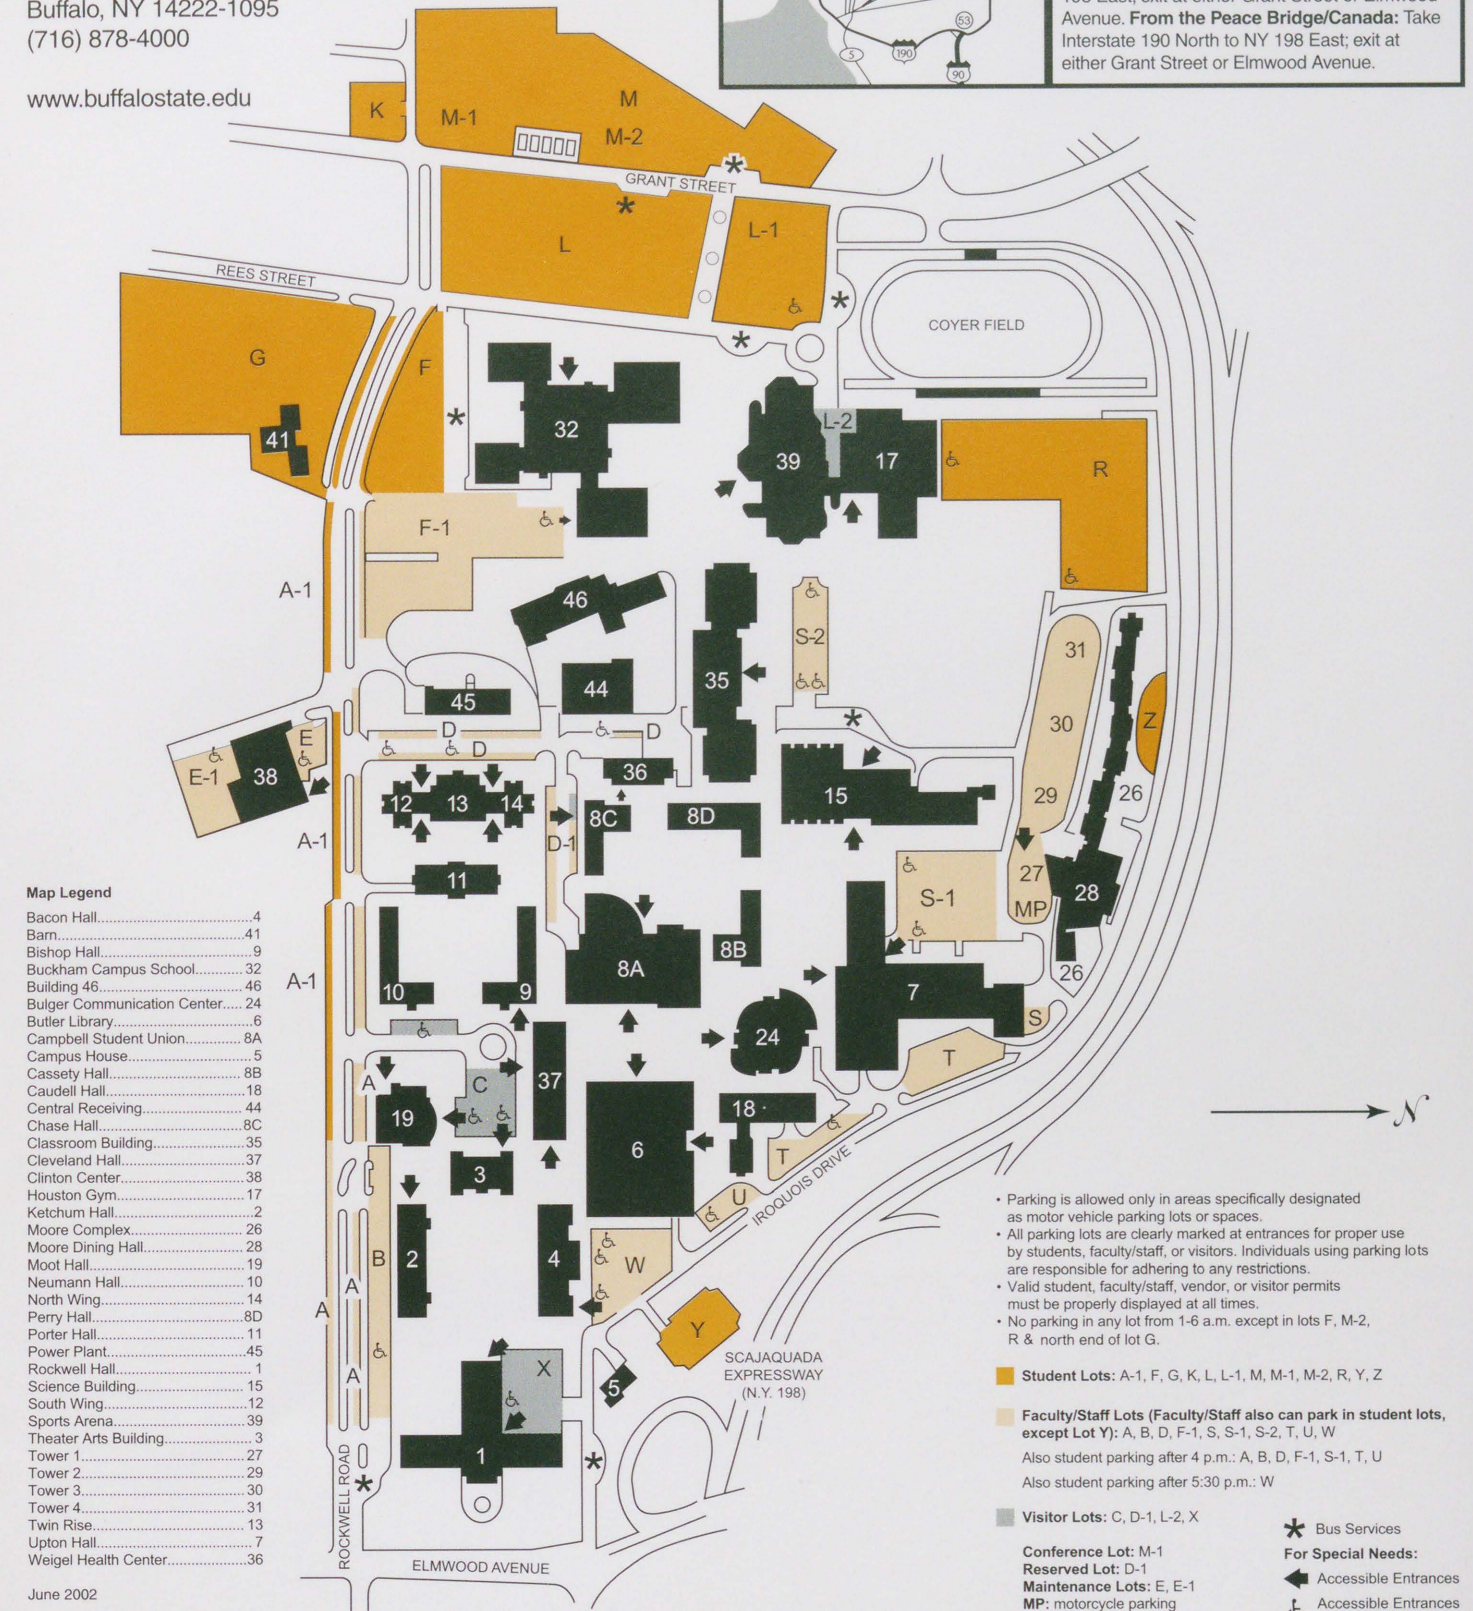 Buffalo, NY 14222-1095
(716) 878-4000
www.buffalostate.edu
53
5
190
90
Avenue. From the Peace Bridge/Canada: Take
Interstate 190 North to NY 198 East; exit at
either Grant Street or Elmwood Avenue.
K
M-1
M
M-2
GRANT STREET
L
L-1
REES STREET
COYER FIELD
G
F
41
32
L-2
39
17
R
F-1
A-1
46
S-2
31
35
44
45
30
Z
D
D
D
E
E-1
38
36
12
13
14
15
29
26
8C
8D
A-1
D-1
11
27
28
S-1
MP
8B
8A
A-1
10
9
7
26
S
24
T
A
C
37
19
18
6
T
3
U
IROQUOIS DRIVE
N
B
2
4
W
A
A
Y
SCAJAQUADA
EXPRESSWAY
(N.Y. 198)
A
X
5
1
ROCKWELL ROAD
ELMWOOD AVENUE
Map Legend
Bacon Hall.....4
Barn.....41
Bishop Hall.....9
Buckham Campus School.....32
Building 46.....46
Bulger Communication Center.....24
Butler Library.....6
Campbell Student Union.....8A
Campus House.....5
Cassety Hall.....8B
Caudell Hall.....18
Central Receiving.....44
Chase Hall.....8C
Classroom Building.....35
Cleveland Hall.....37
Clinton Center.....38
Houston Gym.....17
Ketchum Hall.....2
Moore Complex.....26
Moore Dining Hall.....28
Moot Hall.....19
Neumann Hall.....10
North Wing.....14
Perry Hall.....8D
Porter Hall.....11
Power Plant.....45
Rockwell Hall.....1
Science Building.....15
South Wing.....12
Sports Arena.....39
Theater Arts Building.....3
Tower 1.....27
Tower 2.....29
Tower 3.....30
Tower 4.....31
Twin Rise.....13
Upton Hall.....7
Weigel Health Center.....36
June 2002
• Parking is allowed only in areas specifically designated
as motor vehicle parking lots or spaces.
• All parking lots are clearly marked at entrances for proper use
by students, faculty/staff, or visitors. Individuals using parking lots
are responsible for adhering to any restrictions.
• Valid student, faculty/staff, vendor, or visitor permits
must be properly displayed at all times.
• No parking in any lot from 1-6 a.m. except in lots F, M-2,
R & north end of lot G.
Student Lots: A-1, F, G, K, L, L-1, M, M-1, M-2, R, Y, Z
Faculty/Staff Lots (Faculty/Staff also can park in student lots,
except Lot Y): A, B, D, F-1, S, S-1, S-2, T, U, W
Also student parking after 4 p.m.: A, B, D, F-1, S-1, T, U
Also student parking after 5:30 p.m.: W
Visitor Lots: C, D-1, L-2, X
Conference Lot: M-1
Reserved Lot: D-1
Maintenance Lots: E, E-1
MP: motorcycle parking
Bus Services
For Special Needs:
Accessible Entrances
Accessible Entrances